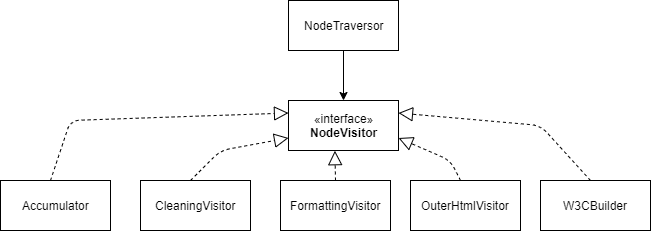 NodeTraversor
«interface»
NodeVisitor
Accumulator
CleaningVisitor
FormattingVisitor
OuterHtmlVisitor
W3CBuilder